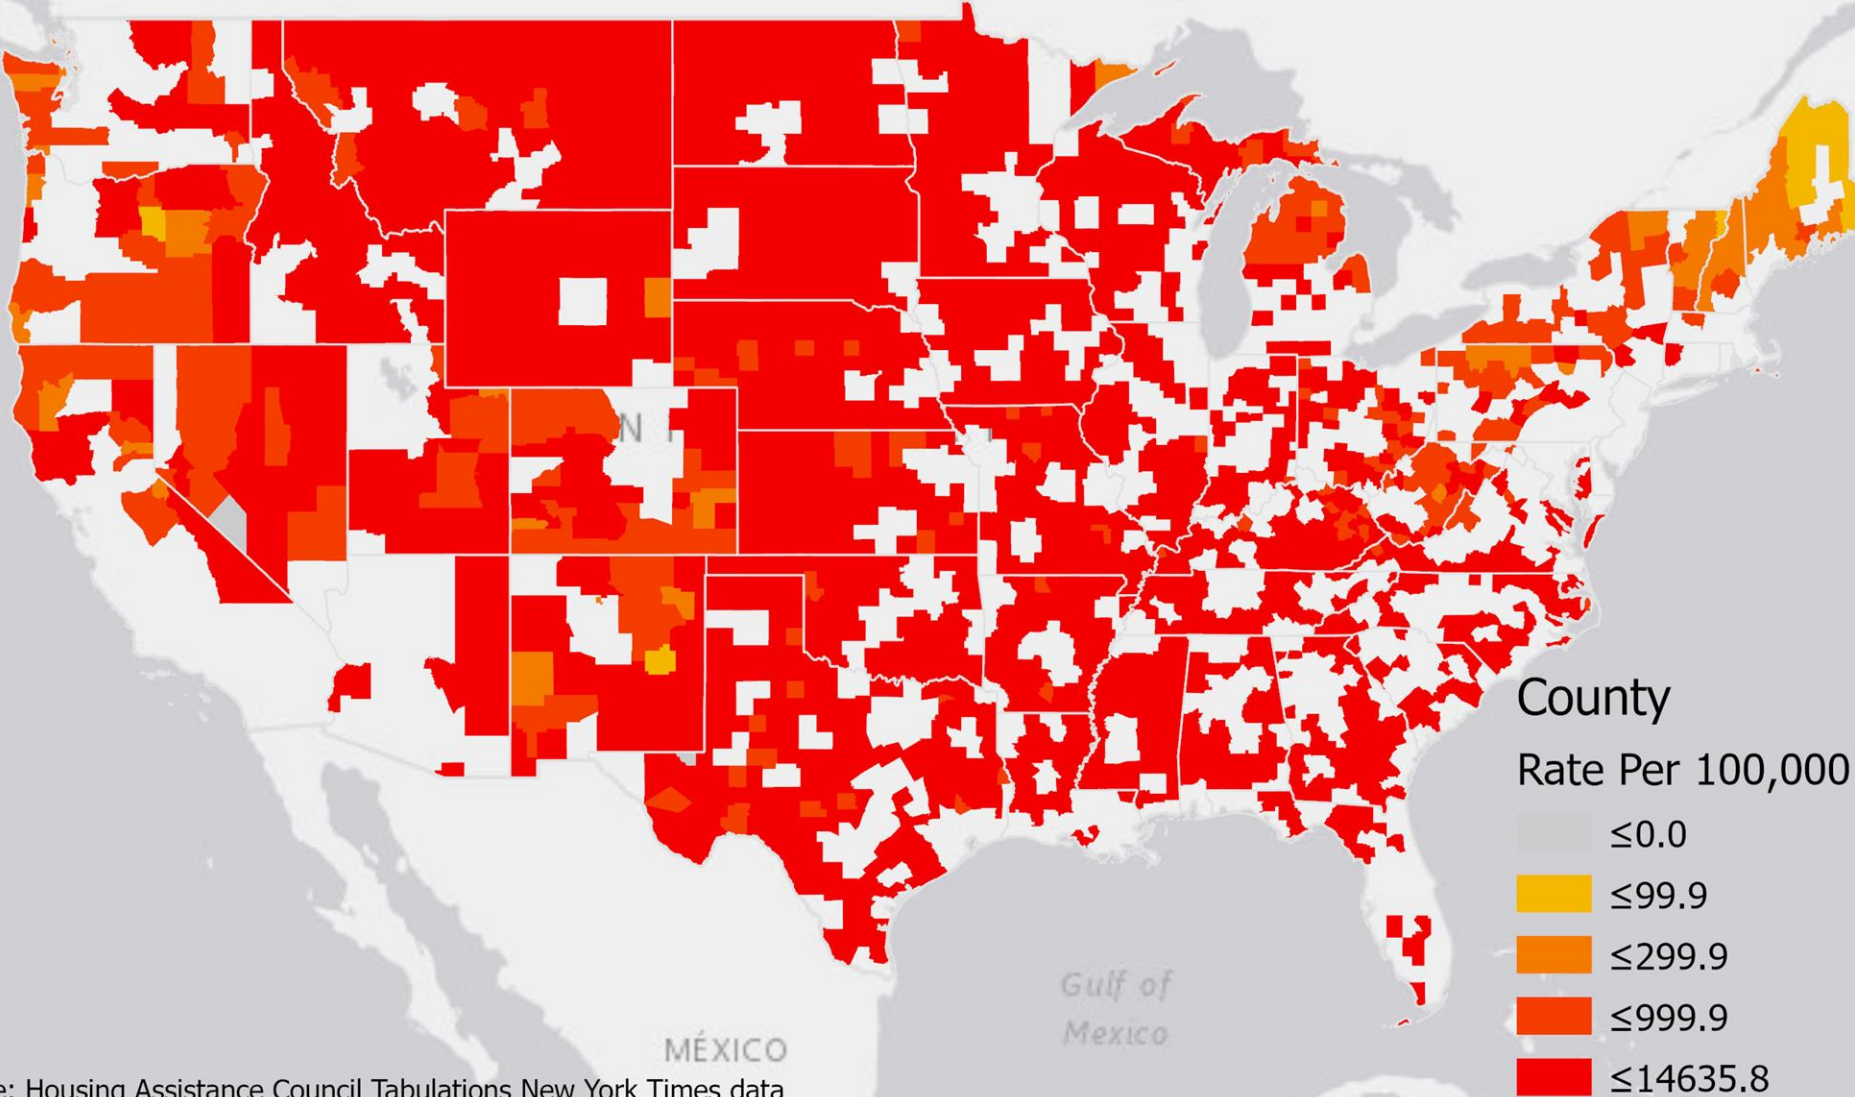 N
County
Rate Per 100,000
≤0.0
≤99.9
≤299.9
≤999.9
≤14635.8
Gulf of
Mexico
MÉXICO
e: Housing Assistance Council Tabulations New York Times data